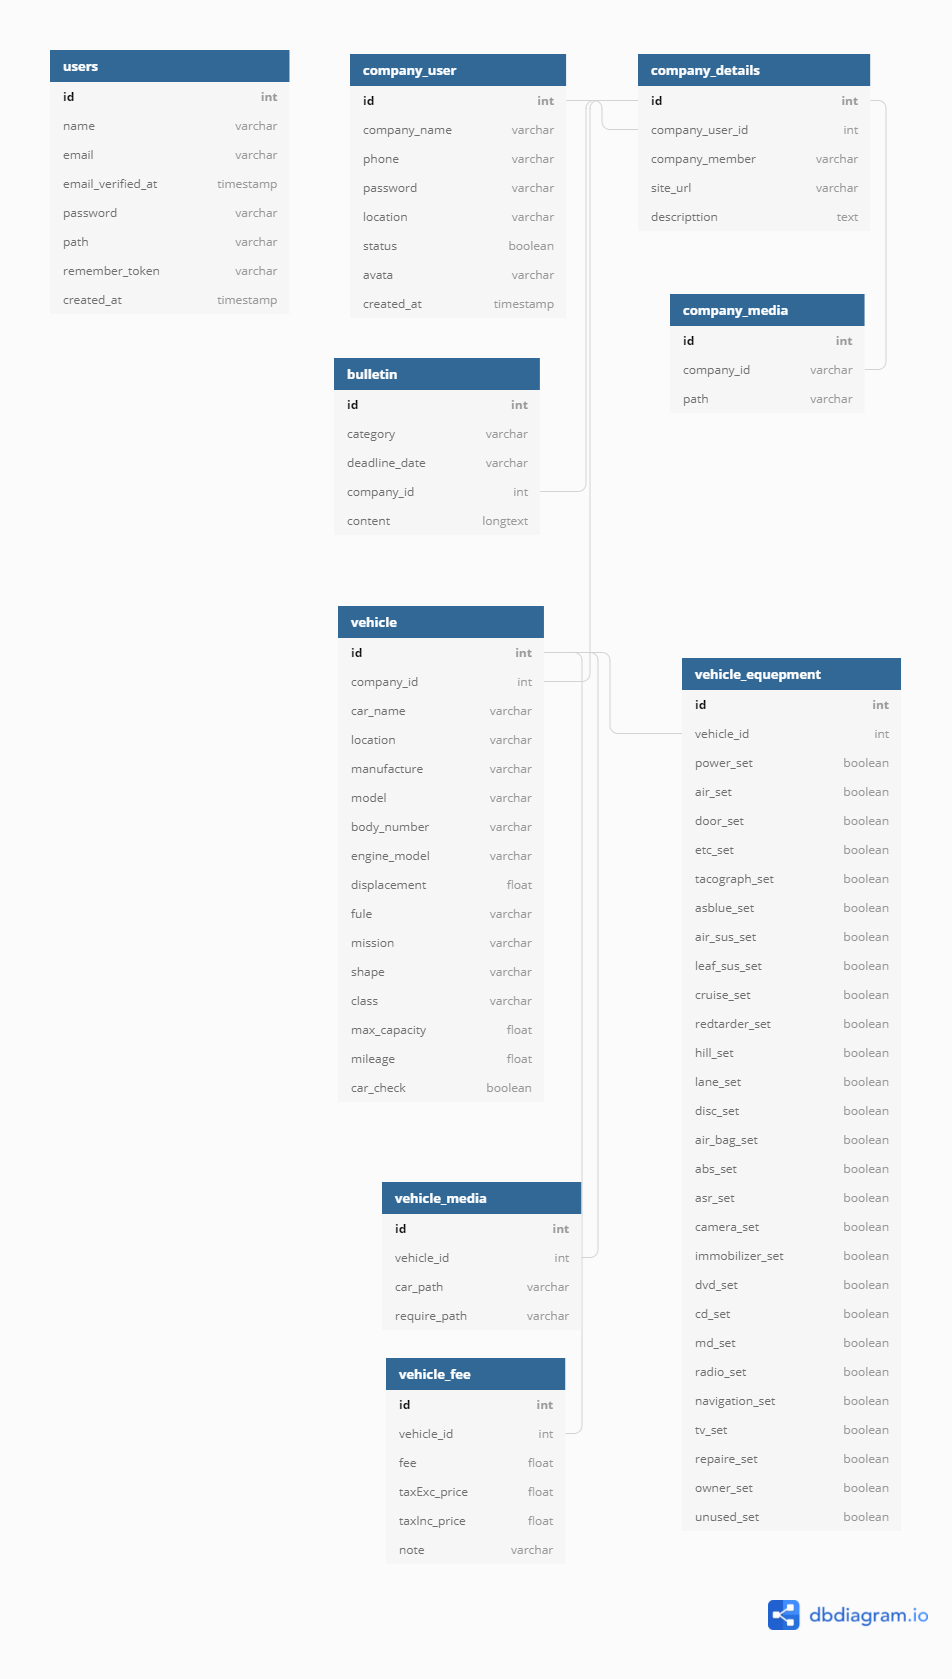 users
id int
name varchar
email varchar
email_verified_at timestamp
password varchar
path varchar
remember_token varchar
created_at timestamp
company_user
id int
company_name varchar
phone varchar
password varchar
location varchar
status boolean
avata varchar
created_at timestamp
company_details
id int
company_user_id int
company_member varchar
site_url varchar
descripttion text
company_media
id int
company_id varchar
path varchar
bulletin
id int
category varchar
deadline_date varchar
company_id int
content longtext
vehicle
id int
company_id int
car_name varchar
location varchar
manufacture varchar
model varchar
body_number varchar
engine_model varchar
displacement float
fule varchar
mission varchar
shape varchar
class varchar
max_capacity float
mileage float
car_check boolean
vehicle_equepment
id int
vehicle_id int
power_set boolean
air_set boolean
door_set boolean
etc_set boolean
tacograph_set boolean
asblue_set boolean
air_sus_set boolean
leaf_sus_set boolean
cruise_set boolean
redtarder_set boolean
hill_set boolean
lane_set boolean
disc_set boolean
air_bag_set boolean
abs_set boolean
asr_set boolean
camera_set boolean
immobilizer_set boolean
dvd_set boolean
cd_set boolean
md_set boolean
radio_set boolean
navigation_set boolean
tv_set boolean
repaire_set boolean
owner_set boolean
unused_set boolean
vehicle_media
id int
vehicle_id int
car_path varchar
require_path varchar
vehicle_fee
id int
vehicle_id int
fee float
taxExc_price float
taxInc_price float
note varchar
dbdiagram.io